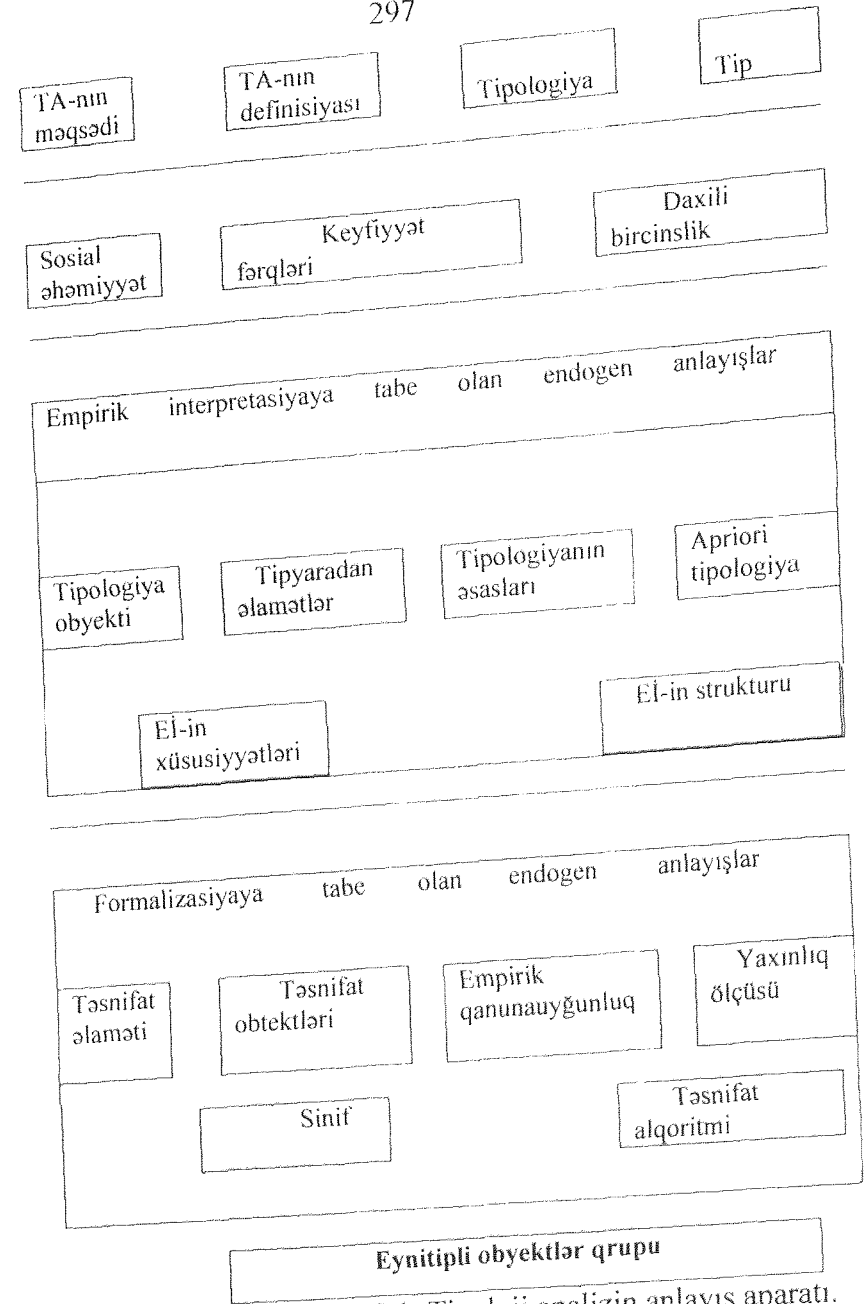 297
TA-nın
məqsədi
TA-nın
definisiyası
Tipologiya
Tip
Sosial
əhəmiyyət
Keyfiyyət
fərqləri
Daxili
bircinslik
Empirik interpretasiyaya tabe olan endogen anlayışlar
Tipologiya
obyekti
Tipyaradan
əlamətlər
Tipologiyanın
əsasları
Apriori
tipologiya
Eİ-in
xüsusiyyətləri
Eİ-in strukturu
Formalizasiyaya tabe olan endogen anlayışlar
Təsnifat
əlaməti
Təsnifat
obtektləri
Empirik
qanunauyğunluq
Yaxınlıq
ölçüsü
Sinif
Təsnifat
alqoritmi
Eynitipli obyektlər qrupu
analizin anlayış aparatı.